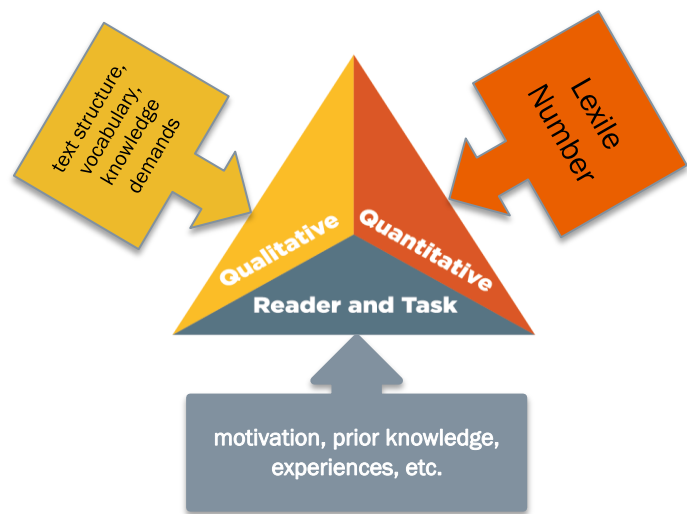 text structure,
vocabulary,
knowledge
demands
Lexile
Number
Qualitative
Quantitative
Reader and Task
motivation, prior knowledge,
experiences, etc.